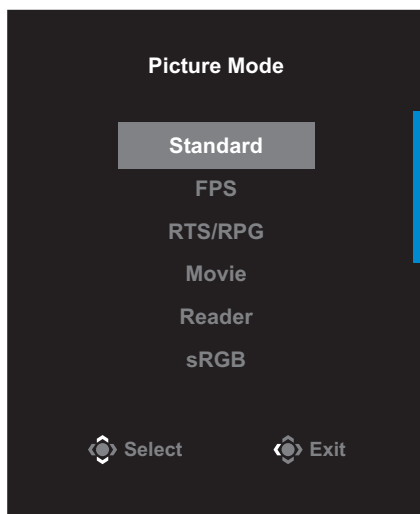 Picture Mode
Standard
FPS
RTS/RPG
Movie
Reader
sRGB
Select Exit